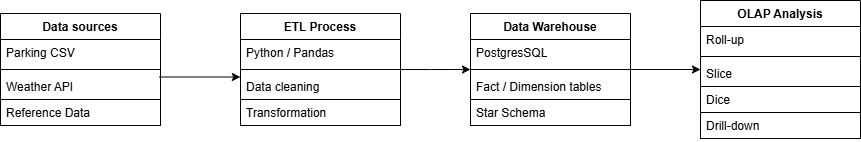 Data sources
Parking CSV
Weather API
Reference Data
ETL Process
Python / Pandas
Data cleaning
Transformation
Data Warehouse
PostgresSQL
Fact / Dimension tables
Star Schema
OLAP Analysis
Roll-up
Slice
Dice
Drill-down